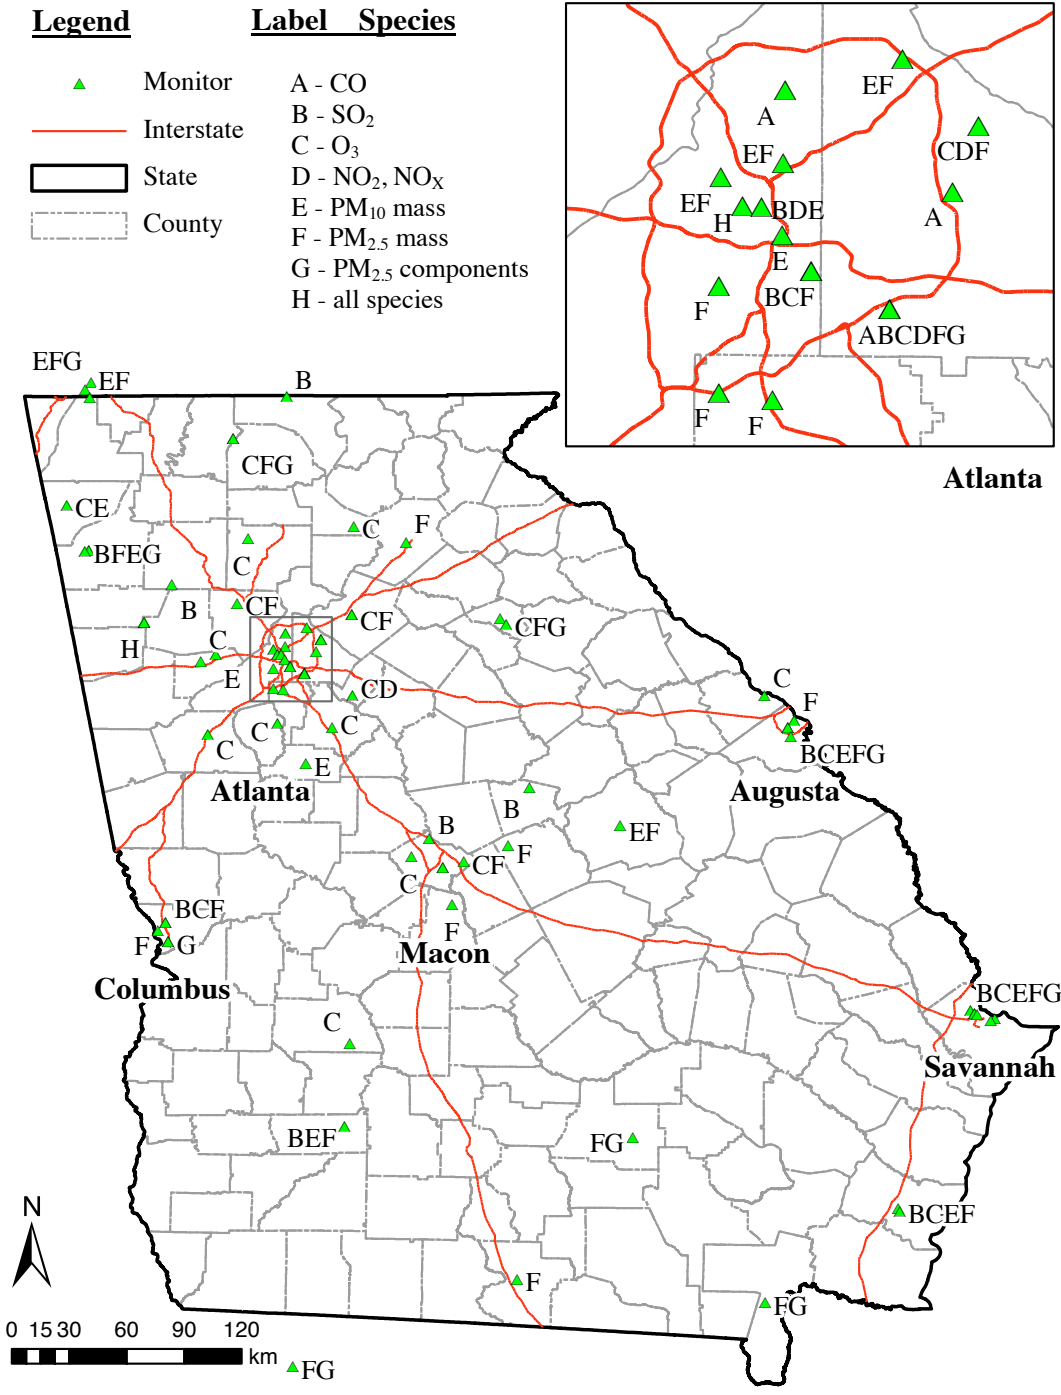 Legend
Label Species
Monitor
Interstate
State
County
A - CO
B - SO2
C - O3
D - NO2, NOX
E - PM10 mass
F - PM2.5 mass
G - PM2.5 components
H - all species
EF
A
CDF
EF
EF
H
BDE
A
E
BCF
F
ABCDFG
F
F
Atlanta
EFG
EF
B
CFG
CE
C
F
BFEG
C
B
CF
CF
CFG
H
C
E
CD
C
F
C
C
C
BCEFG
E
Atlanta
Augusta
B
B
EF
F
CF
C
BCF
F
F
G
Macon
Columbus
BCEFG
C
Savannah
BEF
FG
N
BCEF
F
FG
0 15 30 60 90 120
km
FG